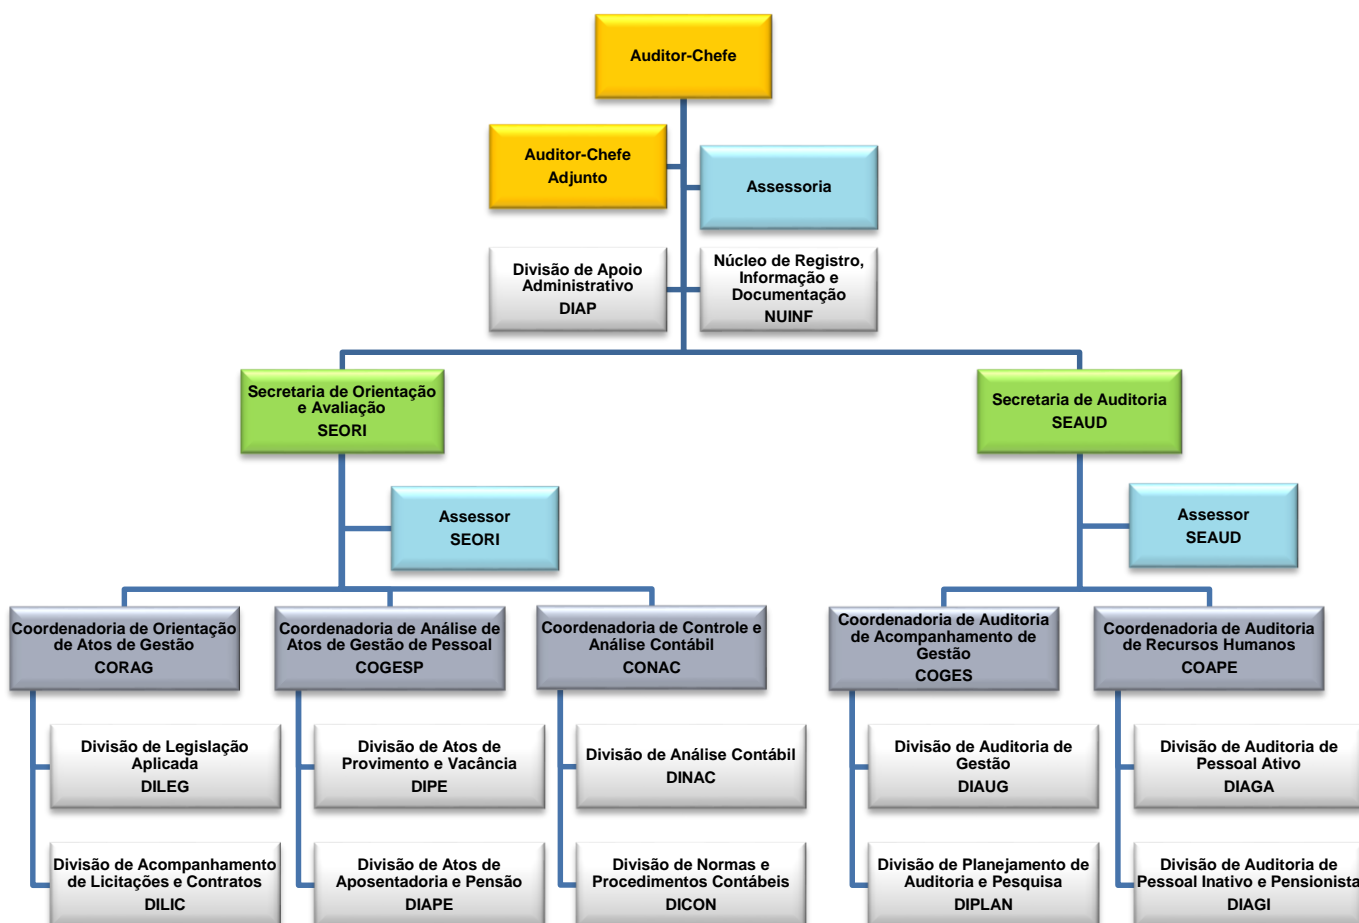 Auditor-Chefe
Auditor-Chefe
Adjunto
Assessoria
Divisão de Apoio
Administrativo
DIAP
Núcleo de Registro,
Informação e
Documentação
NUINF
Secretaria de Orientação
e Avaliação
SEORI
Secretaria de Auditoria
SEAUD
Assessor
SEORI
Assessor
SEAUD
Coordenadoria de Orientação
de Atos de Gestão
CORAG
Coordenadoria de Análise de
Atos de Gestão de Pessoal
COGESP
Coordenadoria de Controle e
Análise Contábil
CONAC
Coordenadoria de Auditoria
de Acompanhamento de
Gestão
COGES
Coordenadoria de Auditoria
de Recursos Humanos
COAPE
Divisão de Legislação
Aplicada
DILEG
Divisão de Atos de
Provimento e Vacância
DIPE
Divisão de Análise Contábil
DINAC
Divisão de Auditoria de
Gestão
DIAUG
Divisão de Auditoria de
Pessoal Ativo
DIAGA
Divisão de Acompanhamento
de Licitações e Contratos
DILIC
Divisão de Atos de
Aposentadoria e Pensão
DIAPE
Divisão de Normas e
Procedimentos Contábeis
DICON
Divisão de Planejamento de
Auditoria e Pesquisa
DIPLAN
Divisão de Auditoria de
Pessoal Inativo e Pensionista
DIAGI